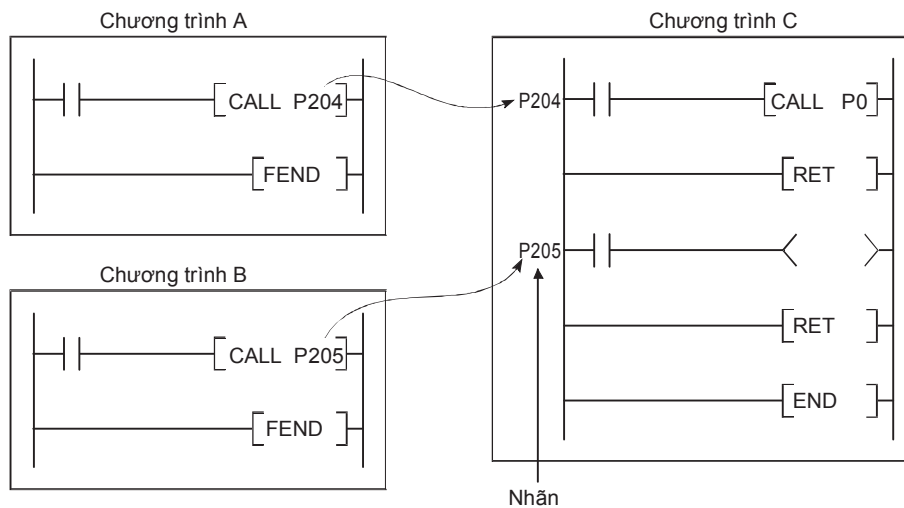 Chương trình A
CALL P204
FEND
Chương trình B
CALL P205
FEND
Chương trình C
P204
CALL P0
RET
P205
RET
END
Nhãn